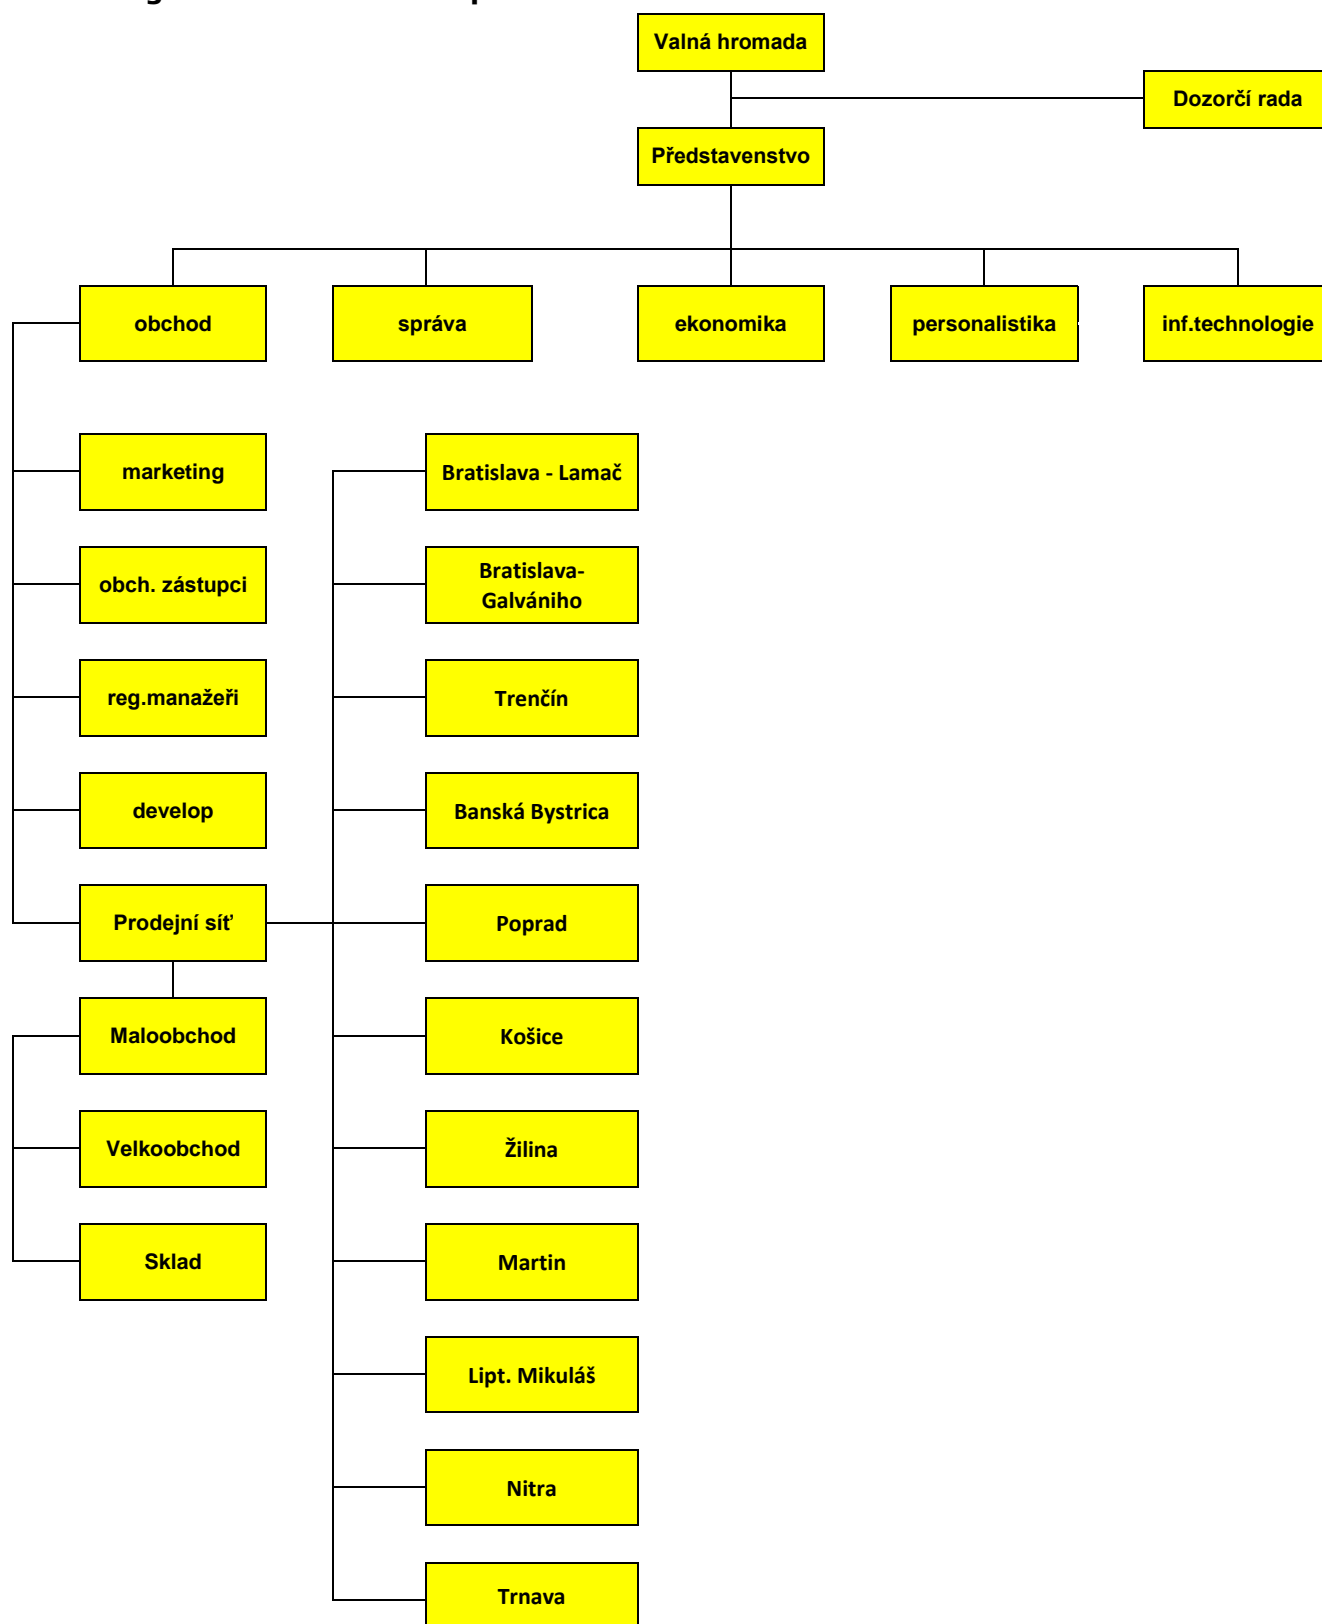 Valná hromada
Dozorčí rada
Představenstvo
obchod
správa
ekonomika
personalistika
inf.technologie
marketing
Bratislava - Lamač
obch. zástupci
Bratislava-
Galvániho
reg.manažeři
Trenčín
develop
Banská Bystrica
Prodejní síť
Poprad
Maloobchod
Košice
Velkoobchod
Žilina
Sklad
Martin
Lipt. Mikuláš
Nitra
Trnava